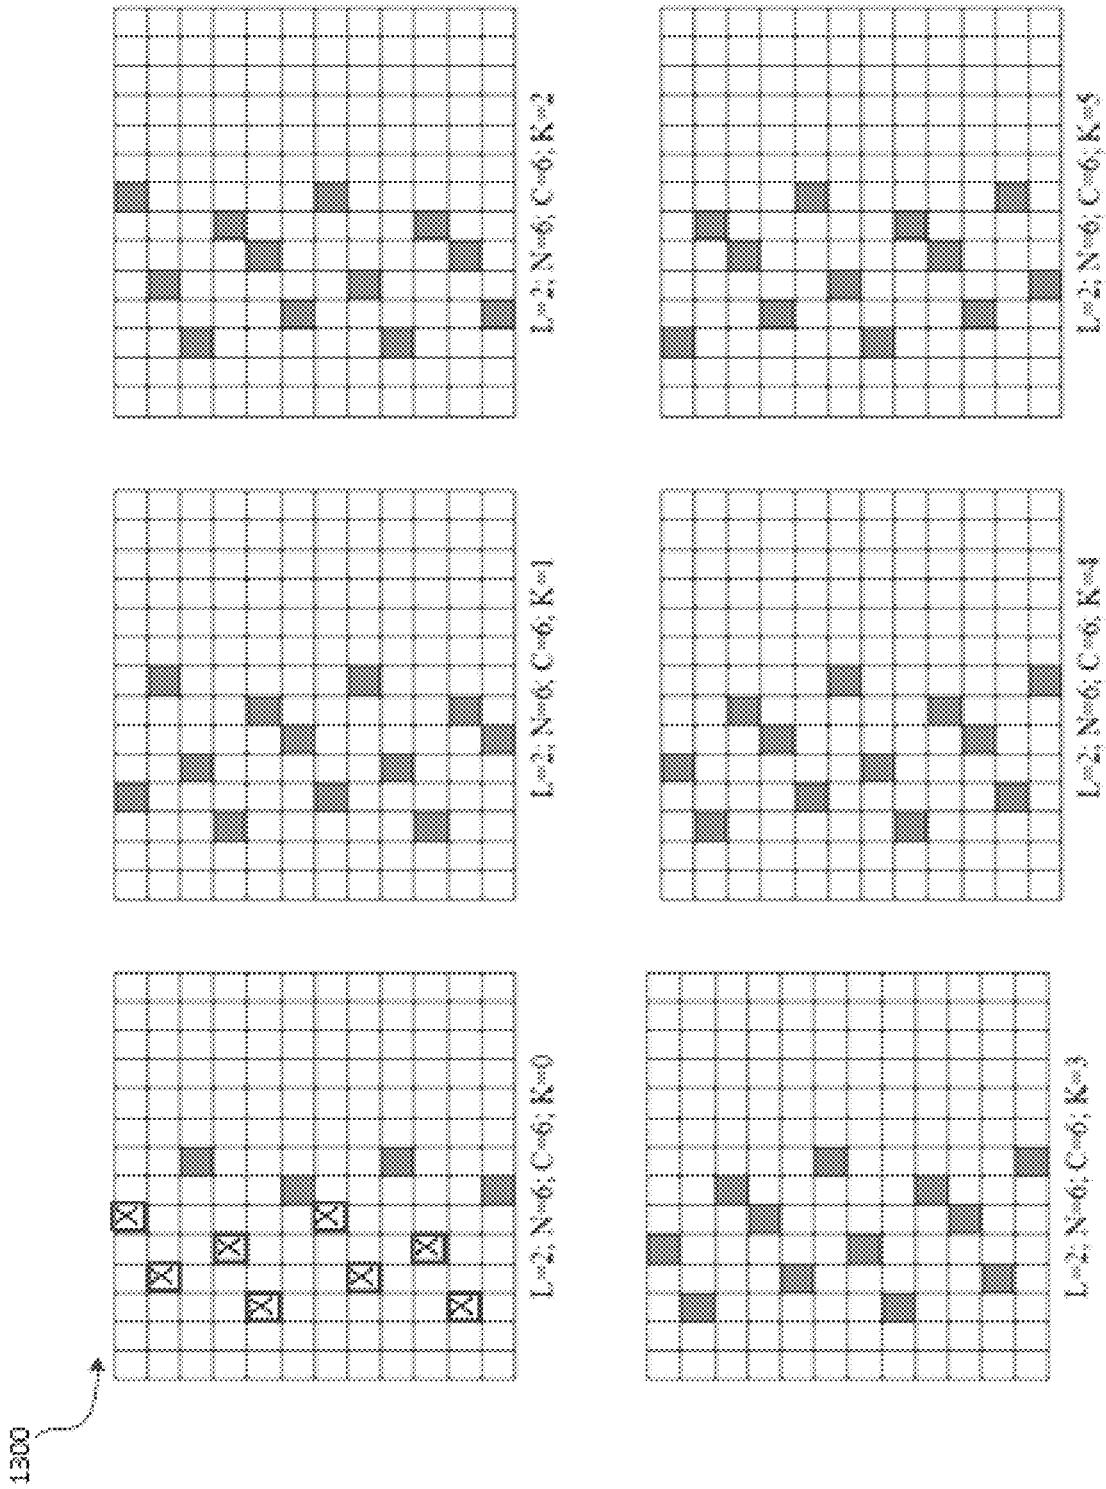 1300
L=2; N=6; C=6; K=0
L=2; N=6; C=6; K=1
L=2; N=6; C=6; K=2
L=2; N=6; C=6; K=3
L=2; N=6; C=6; K=4
L=2; N=6; C=6; K=5
X
X
X
X
X
X
X
X